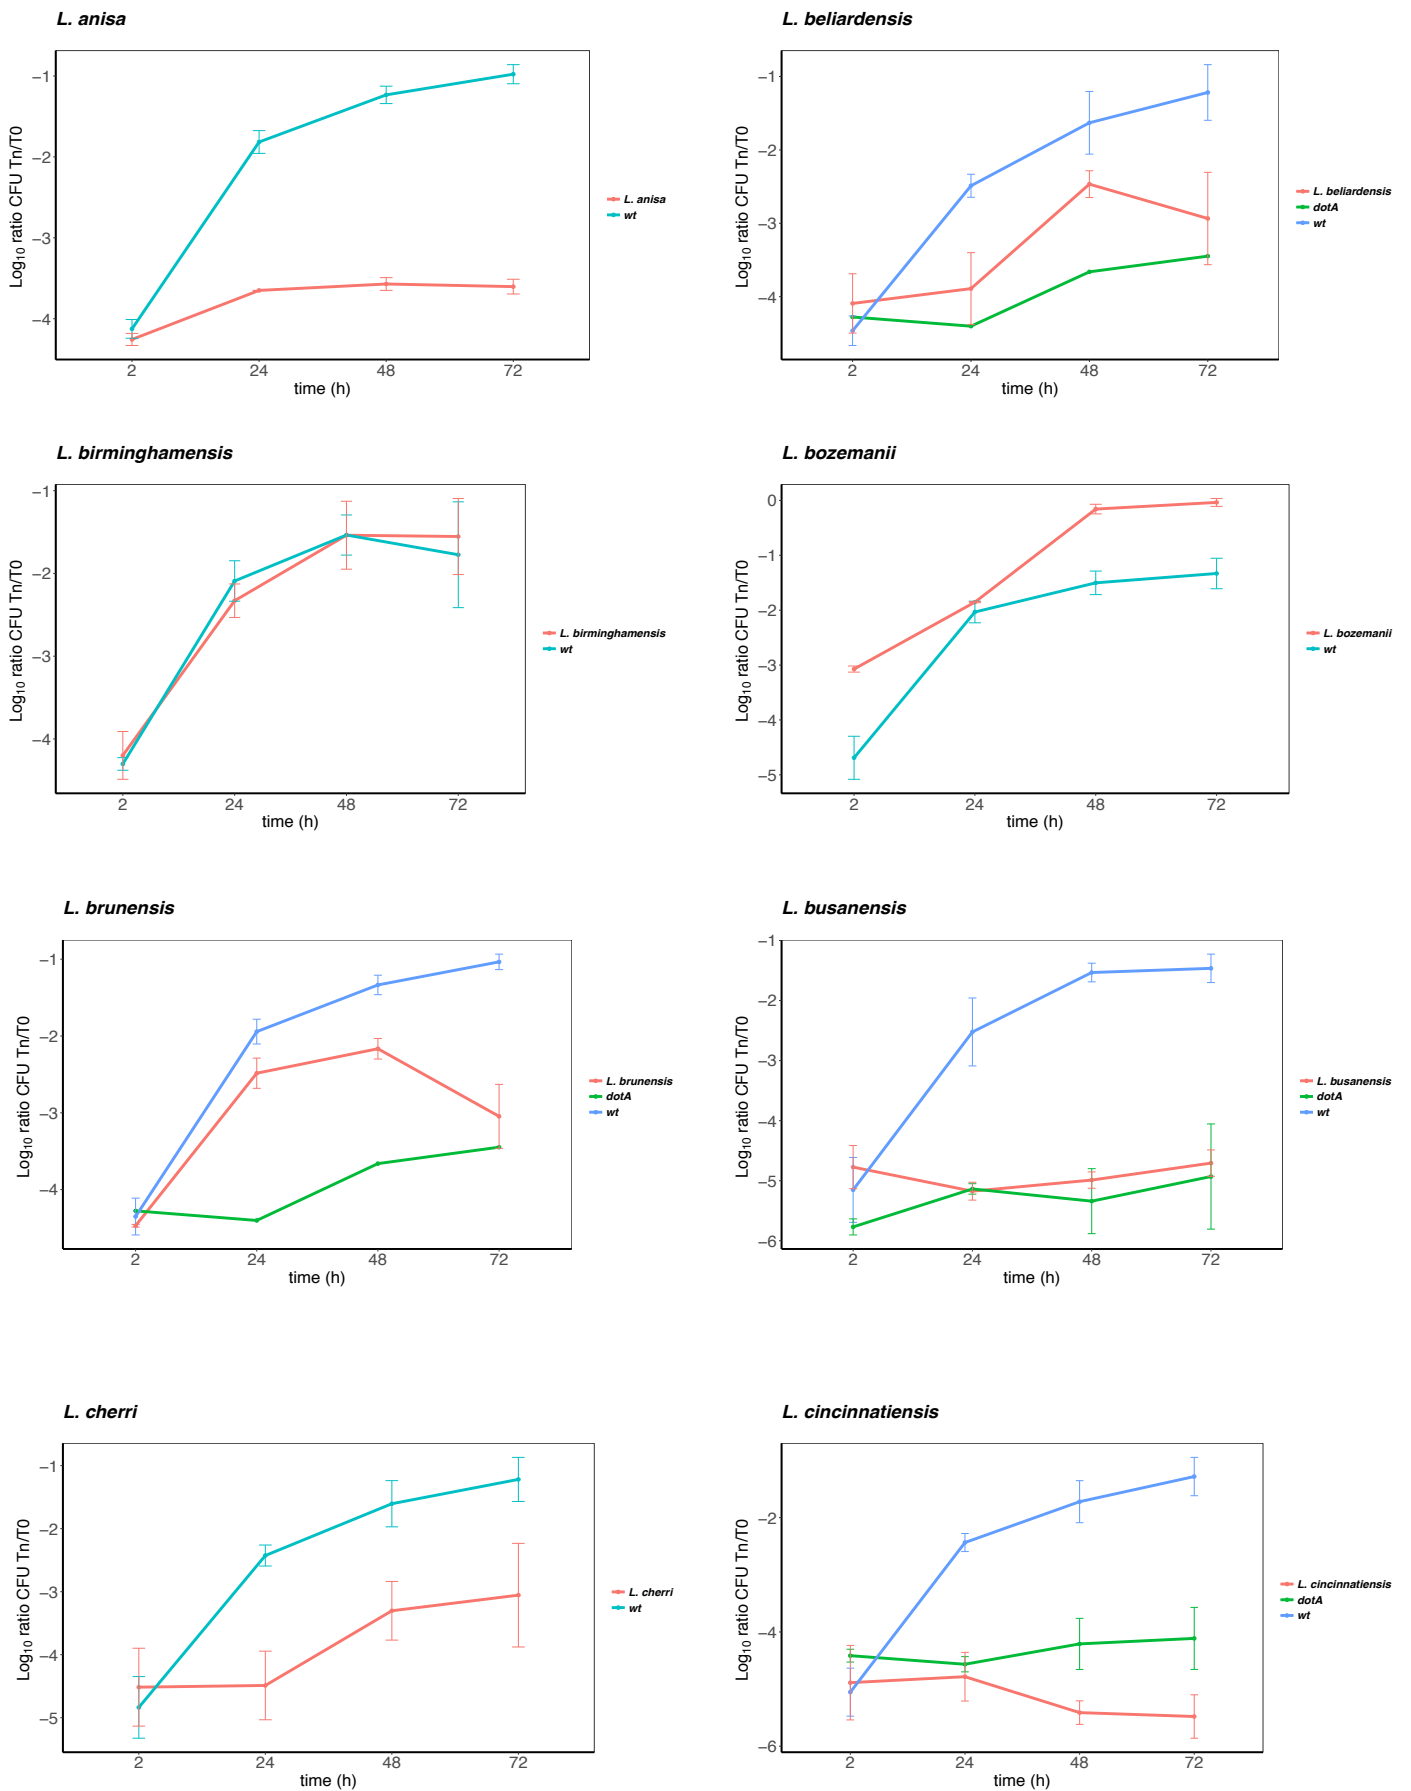 L. anisa
Log₁₀ ratio CFU Tn/T0
−1
−2
−3
−4
2 24 48 72
time (h)
L. anisa
wt
L. beliardensis
Log₁₀ ratio CFU Tn/T0
−1
−2
−3
−4
2 24 48 72
time (h)
L. beliardensis
dotA
wt
L. birminghamensis
Log₁₀ ratio CFU Tn/T0
−1
−2
−3
−4
2 24 48 72
time (h)
L. birminghamensis
wt
L. bozemanii
Log₁₀ ratio CFU Tn/T0
0
−1
−2
−3
−4
−5
2 24 48 72
time (h)
L. bozemanii
wt
L. brunensis
Log₁₀ ratio CFU Tn/T0
−1
−2
−3
−4
2 24 48 72
time (h)
L. brunensis
dotA
wt
L. busanensis
Log₁₀ ratio CFU Tn/T0
−1
−2
−3
−4
−5
−6
2 24 48 72
time (h)
L. busanensis
dotA
wt
L. cherri
Log₁₀ ratio CFU Tn/T0
−1
−2
−3
−4
−5
2 24 48 72
time (h)
L. cherri
wt
L. cincinnatiensis
Log₁₀ ratio CFU Tn/T0
−2
−4
−6
2 24 48 72
time (h)
L. cincinnatiensis
dotA
wt